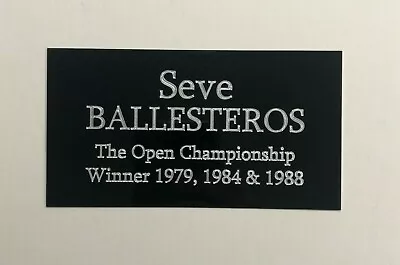 Seve
BALLESTEROS
The Open Championship
Winner 1979, 1984 & 1988